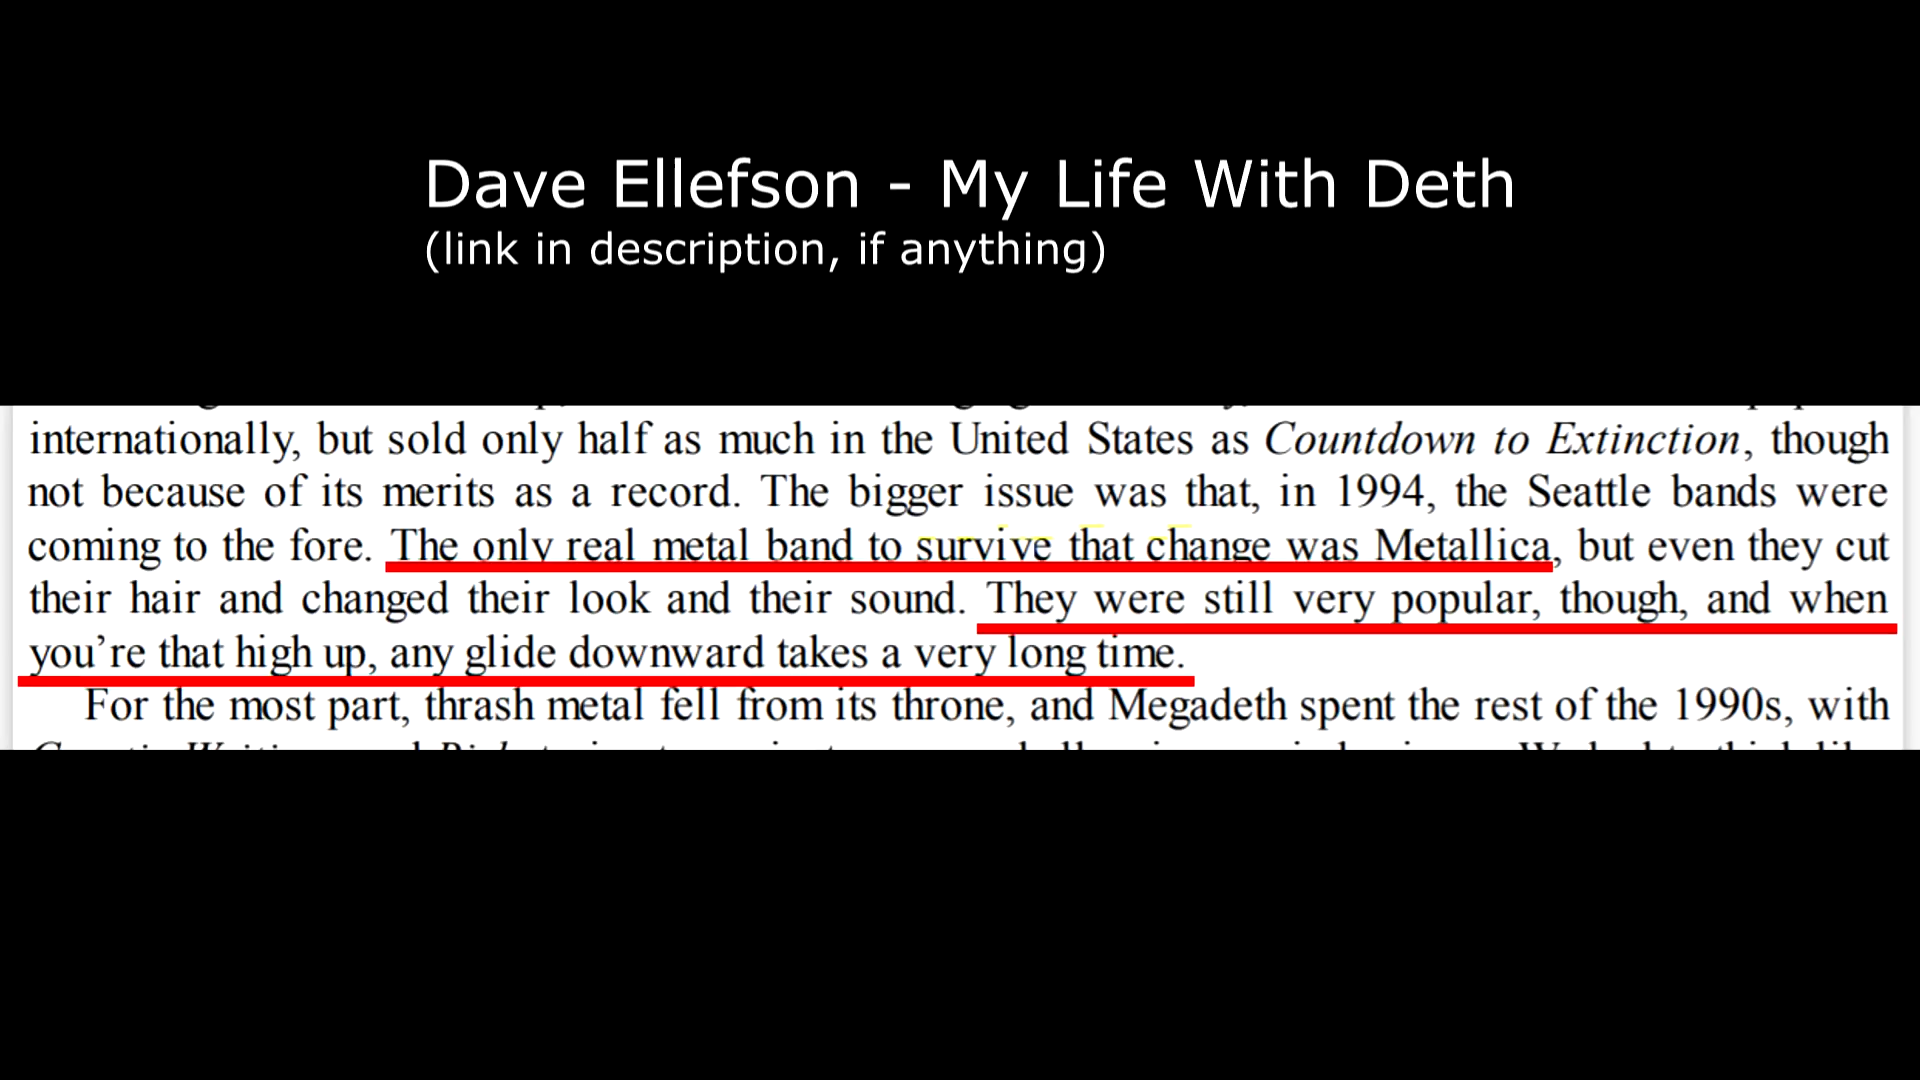 Dave Ellefson - My Life With Deth
(link in description, if anything)
internationally, but sold only half as much in the United States as Countdown to Extinction, though
not because of its merits as a record. The bigger issue was that, in 1994, the Seattle bands were
coming to the fore. The only real metal band to survive that change was Metallica, but even they cut
their hair and changed their look and their sound. They were still very popular, though, and when
you’re that high up, any glide downward takes a very long time.
For the most part, thrash metal fell from its throne, and Megadeth spent the rest of the 1990s, with